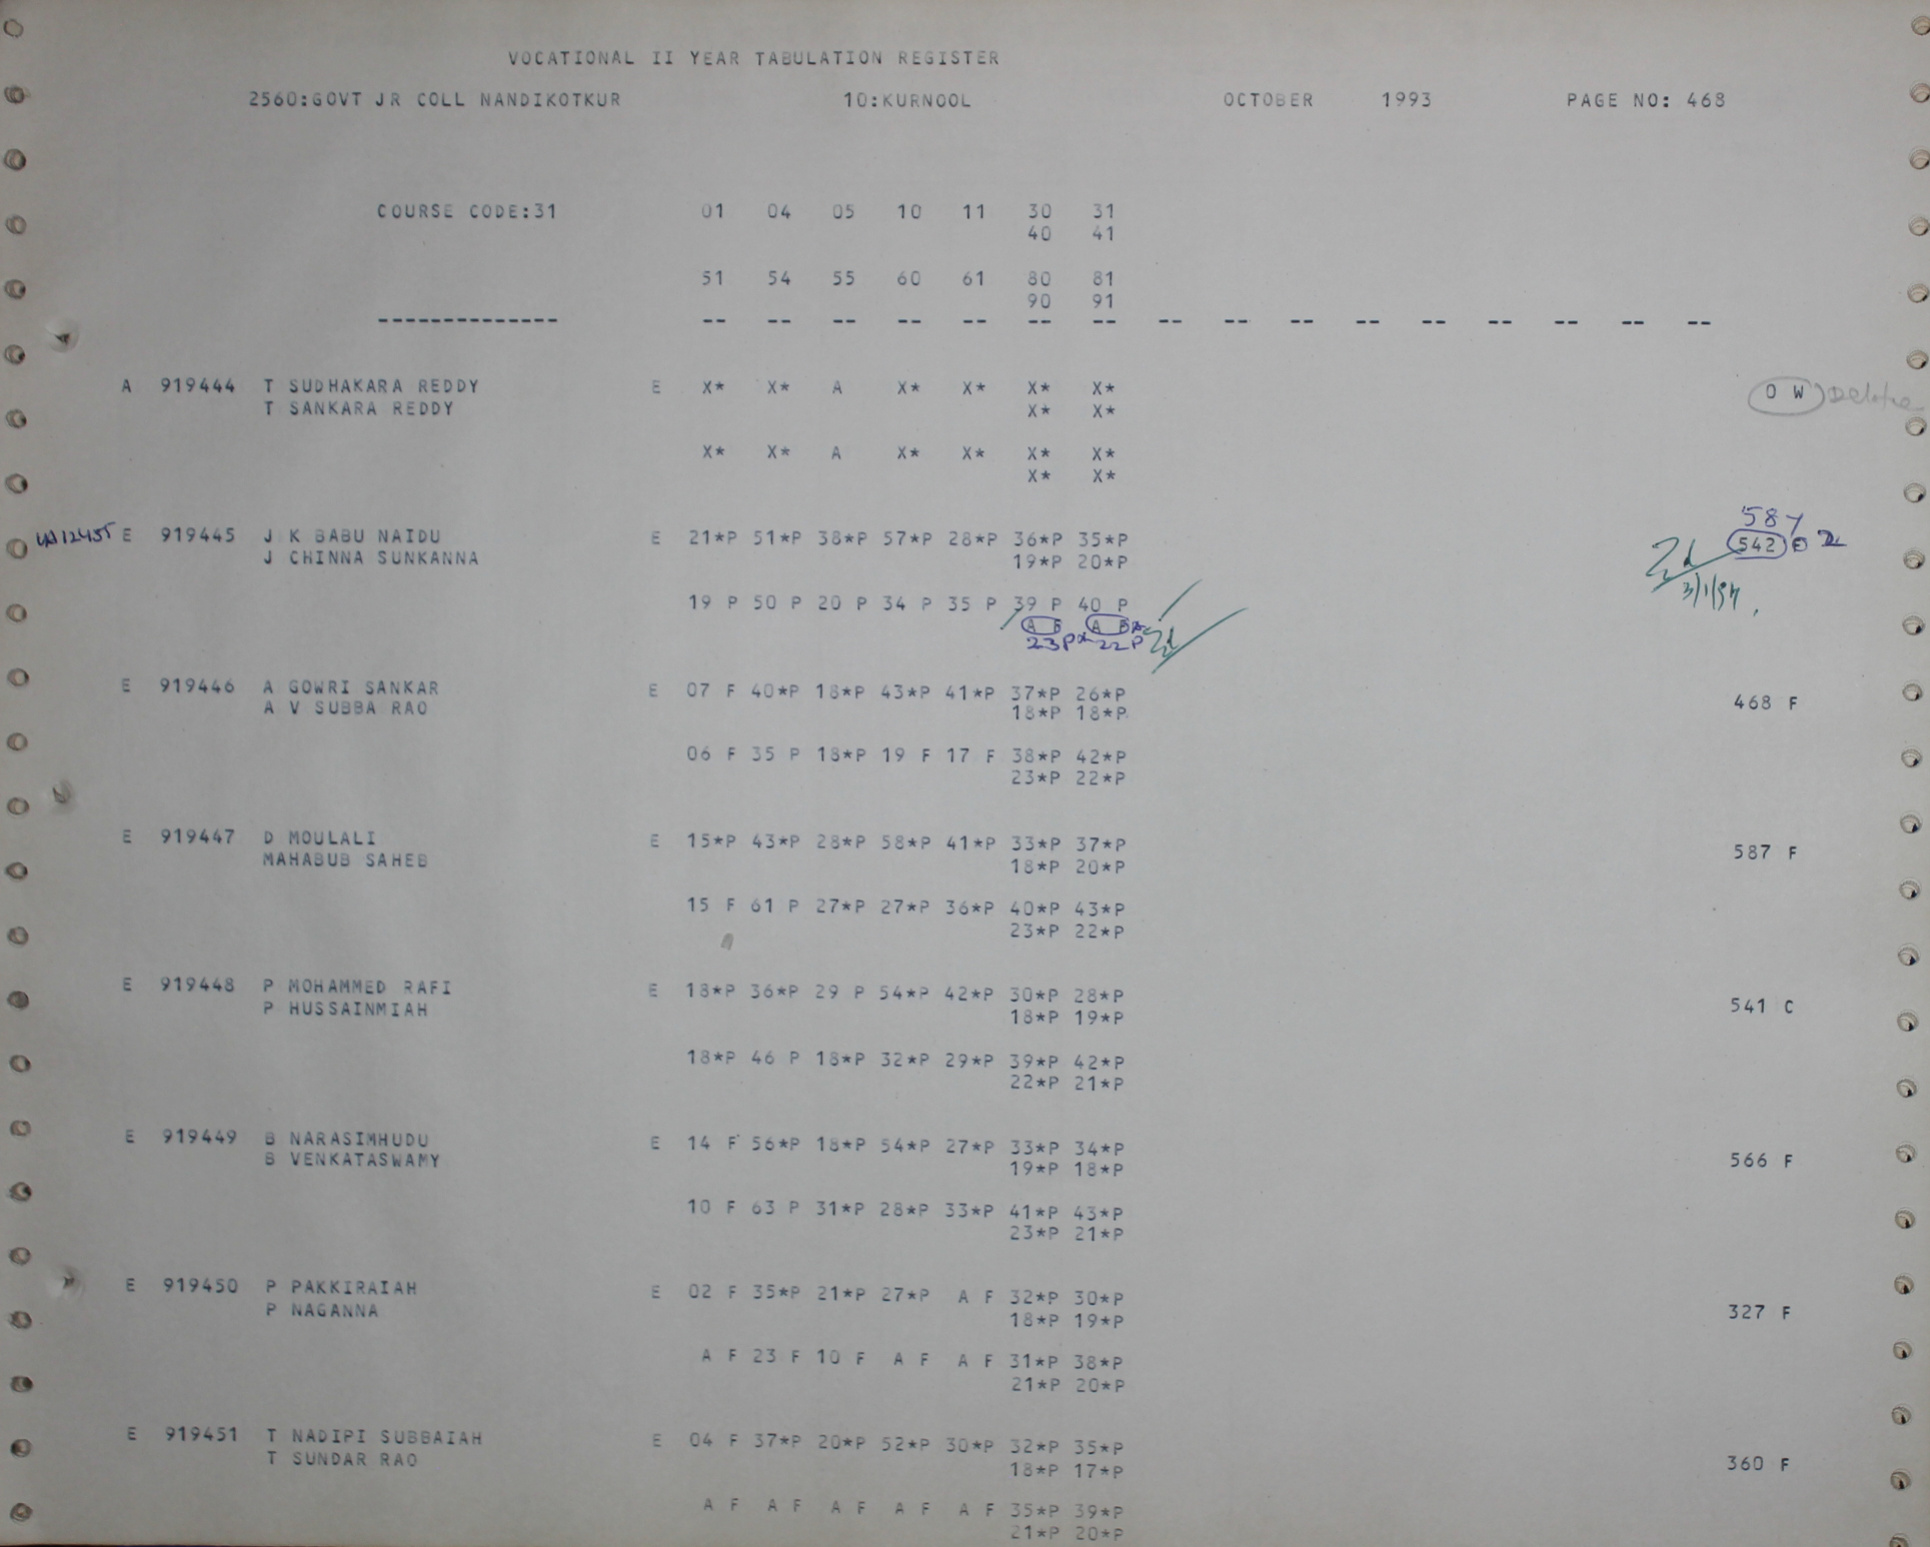 VOCATIONAL II YEAR TABULATION REGISTER
2560:GOVT JR COLL NANDIKOTKUR 10:KURNOOL OCTOBER 1993 PAGE NO: 468
COURSE CODE:31 01 04 05 10 11 30 31
40 41
51 54 55 60 61 80 81
90 91
-------------- -- -- -- -- -- -- -- -- -- -- -- -- -- -- -- --
A 919444 T SUDHAKARA REDDY E X* X* A X* X* X* X* O W
T SANKARA REDDY X* X*
X* X* A X* X* X* X*
X* X*
587
E 919445 J K BABU NAIDU E 21*P 51*P 38*P 57*P 28*P 36*P 35*P 542
J CHINNA SUNKANNA 19*P 20*P
3/1/94
19 P 50 P 20 P 34 P 35 P 39 P 40 P
A F A F
23 P 22 P
E 919446 A GOWRI SANKAR E 07 F 40*P 18*P 43*P 41*P 37*P 26*P 468 F
A V SUBBA RAO 18*P 18*P
06 F 35 P 18*P 19 F 17 F 38*P 42*P
23*P 22*P
E 919447 D MOULALI E 15*P 43*P 28*P 58*P 41*P 33*P 37*P 587 F
MAHABUB SAHEB 18*P 20*P
15 F 61 P 27*P 27*P 36*P 40*P 43*P
23*P 22*P
E 919448 P MOHAMMED RAFI E 18*P 36*P 29 P 54*P 42*P 30*P 28*P 541 C
P HUSSAINMIAH 18*P 19*P
18*P 46 P 18*P 32*P 29*P 39*P 42*P
22*P 21*P
E 919449 B NARASIMHUDU E 14 F 56*P 18*P 54*P 27*P 33*P 34*P 566 F
B VENKATASWAMY 19*P 18*P
10 F 63 P 31*P 28*P 33*P 41*P 43*P
23*P 21*P
E 919450 P PAKKIRAIAH E 02 F 35*P 21*P 27*P A F 32*P 30*P 327 F
P NAGANNA 18*P 19*P
A F 23 F 10 F A F A F 31*P 38*P
21*P 20*P
E 919451 T NADIPI SUBBAIAH E 04 F 37*P 20*P 52*P 30*P 32*P 35*P 360 F
T SUNDAR RAO 18*P 17*P
A F A F A F A F A F 35*P 39*P
21*P 20*P